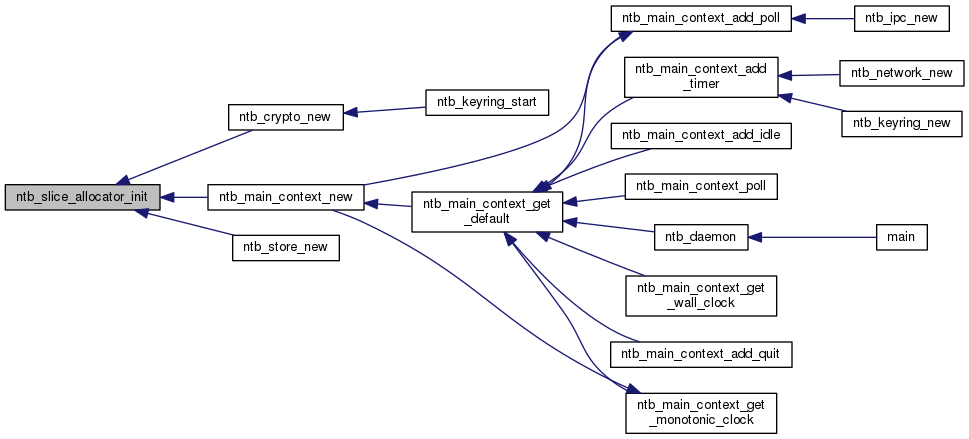 ntb_main_context_add_poll
ntb_ipc_new
ntb_main_context_add
_timer
ntb_network_new
ntb_keyring_start
ntb_crypto_new
ntb_keyring_new
ntb_main_context_add_idle
ntb_slice_allocator_init
ntb_main_context_new
ntb_main_context_get
_default
ntb_main_context_poll
ntb_daemon
main
ntb_store_new
ntb_main_context_get
_wall_clock
ntb_main_context_add_quit
ntb_main_context_get
_monotonic_clock